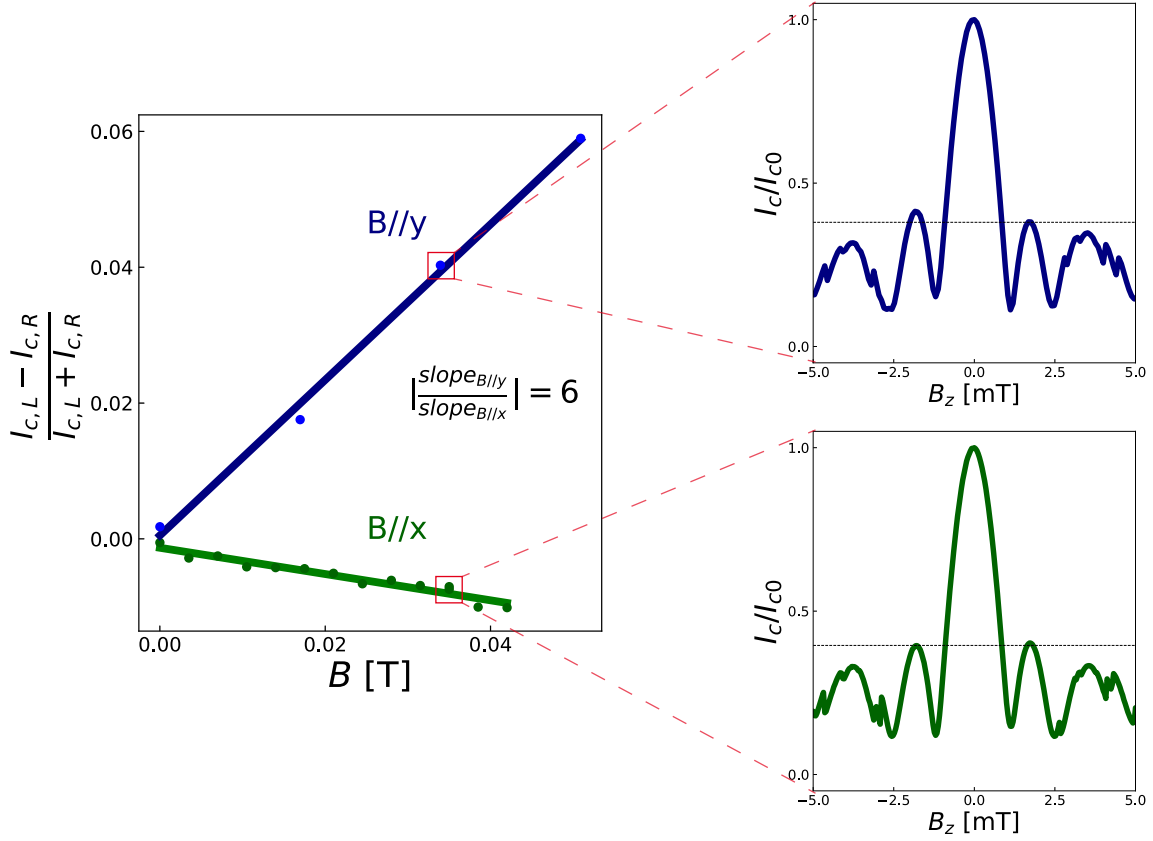 0.06
0.04
0.02
0.00
0.00
0.02
0.04
B [T]
I_{c,L} − I_{c,R}
I_{c,L} + I_{c,R}
B//y
|slope_{B//y}/slope_{B//x}| = 6
B//x
1.0
0.5
0.0
−5.0
−2.5
0.0
2.5
5.0
I_c/I_{c0}
B_z [mT]
1.0
0.5
0.0
−5.0
−2.5
0.0
2.5
5.0
I_c/I_{c0}
B_z [mT]